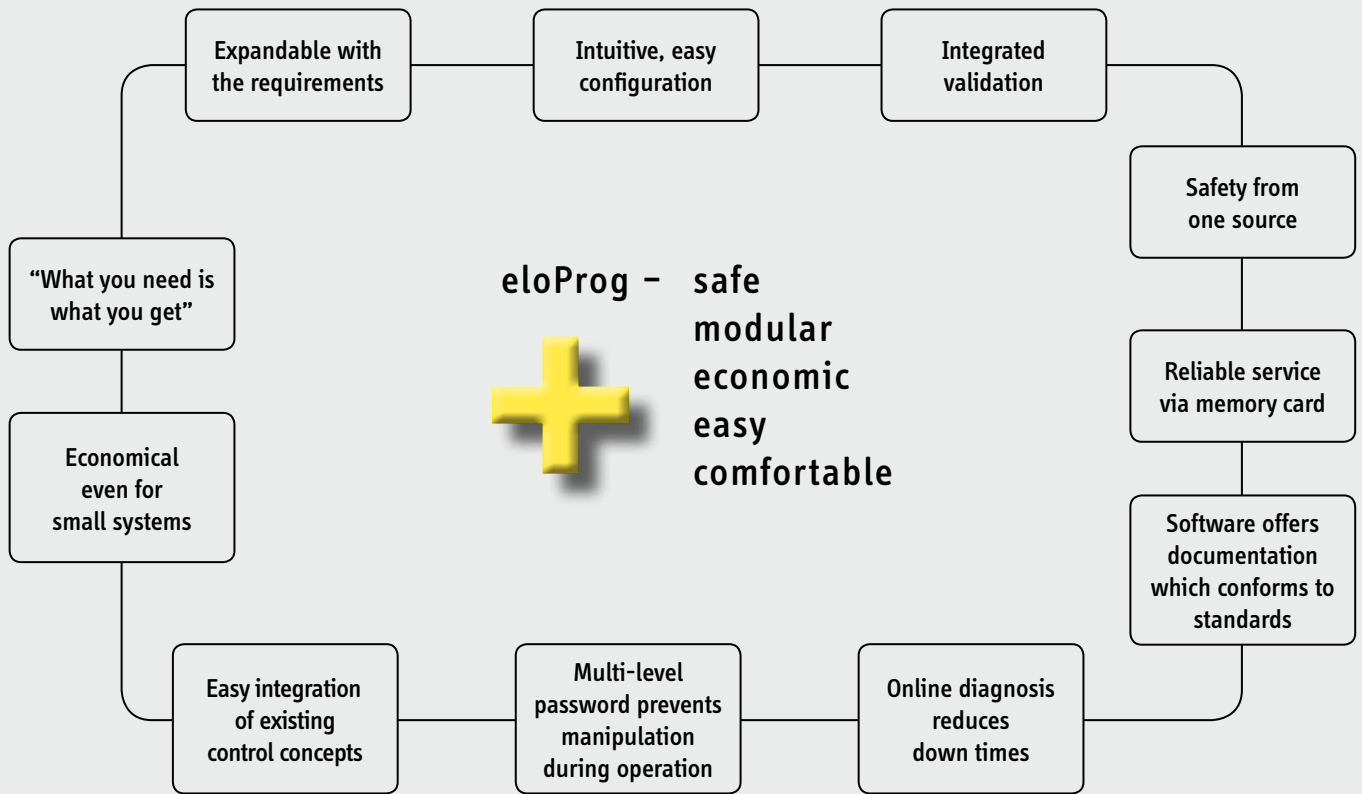 Expandable with
the requirements
Intuitive, easy
configuration
Integrated
validation
Safety from
one source
“What you need is
what you get”
eloProg – safe
modular
economic
easy
comfortable
Reliable service
via memory card
Economical
even for
small systems
Software offers
documentation
which conforms to
standards
Easy integration
of existing
control concepts
Multi-level
password prevents
manipulation
during operation
Online diagnosis
reduces
down times